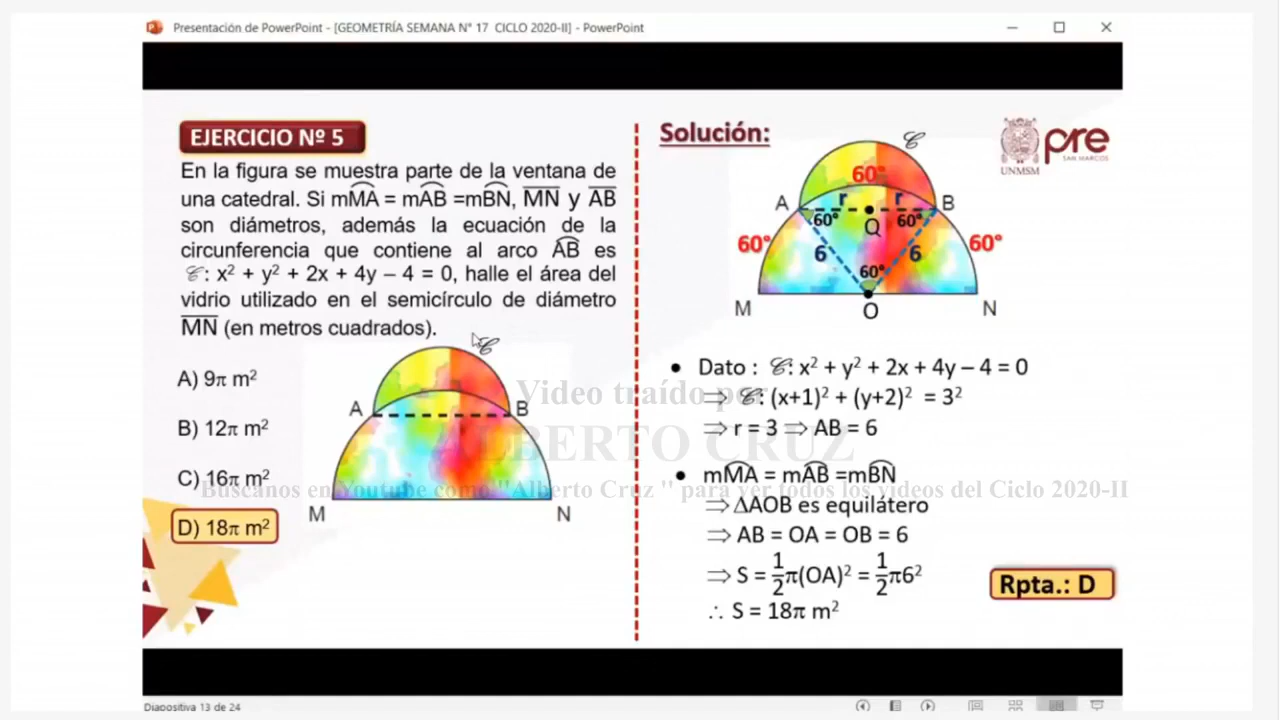 Presentación de PowerPoint - [GEOMETRÍA SEMANA N° 17 CICLO 2020-II] - PowerPoint
EJERCICIO Nº 5
En la figura se muestra parte de la ventana de
una catedral. Si mMA = mAB =mBN, MN y AB
son diámetros, además la ecuación de la
circunferencia que contiene al arco AB es
𝒞: x² + y² + 2x + 4y – 4 = 0, halle el área del
vidrio utilizado en el semicírculo de diámetro
MN (en metros cuadrados).
A) 9π m²
B) 12π m²
C) 16π m²
D) 18π m²
𝒞
A
B
M
N
Solución:
𝒞
60°
A
r
r
B
60°
Q
60°
60°
60°
6
6
60°
M
O
N
pre
SAN MARCOS
UNMSM
• Dato : 𝒞: x² + y² + 2x + 4y – 4 = 0
⇒ 𝒞: (x+1)² + (y+2)² = 3²
⇒ r = 3 ⇒ AB = 6
• mMA = mAB =mBN
⇒ ΔAOB es equilátero
⇒ AB = OA = OB = 6
⇒ S = 1/2 π(OA)² = 1/2 π6²
∴ S = 18π m²
Rpta.: D
Video traído por
ALBERTO CRUZ
Buscanos en Youtube como "Alberto Cruz " para ver todos los videos del Ciclo 2020-II
Diapositiva 13 de 24